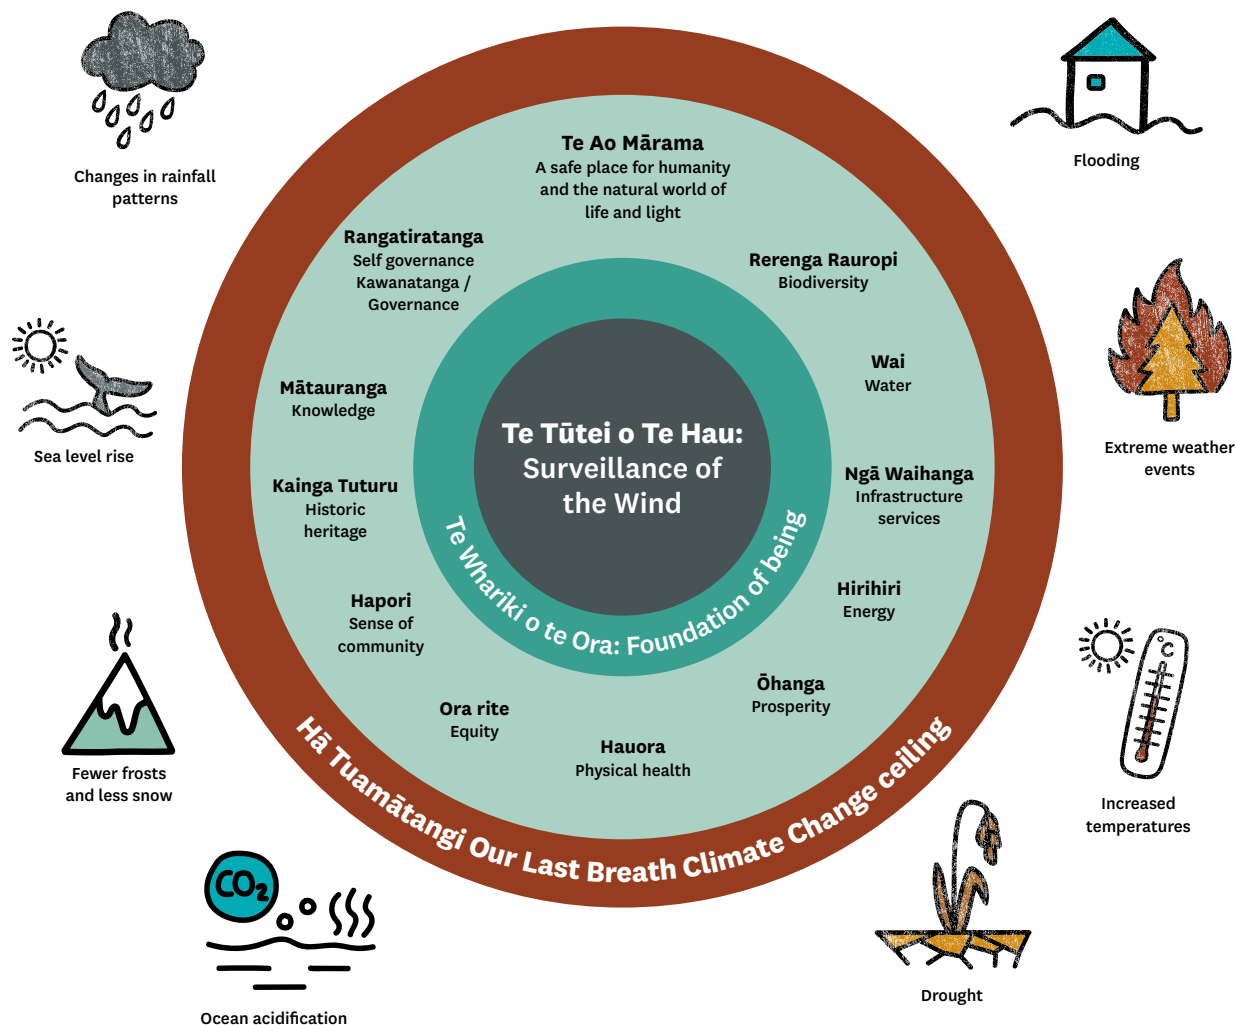 Changes in rainfall
patterns
Flooding
Te Ao Mārama
A safe place for humanity
and the natural world of
life and light
Rangatiratanga
Self governance
Kawanatanga /
Governance
Rerenga Rauropi
Biodiversity
Wai
Water
Mātauranga
Knowledge
Sea level rise
Extreme weather
events
Te Tūtei o Te Hau:
Surveillance of
the Wind
Kainga Tuturu
Historic
heritage
Ngā Waihanga
Infrastructure
services
Te Whariki o te Ora: Foundation of being
Hapori
Sense of
community
Hirihiri
Energy
Ora rite
Equity
Ōhanga
Prosperity
Hauora
Physical health
Hā Tuamātangi Our Last Breath Climate Change ceiling
Fewer frosts
and less snow
°C
Increased
temperatures
CO₂
Ocean acidification
Drought